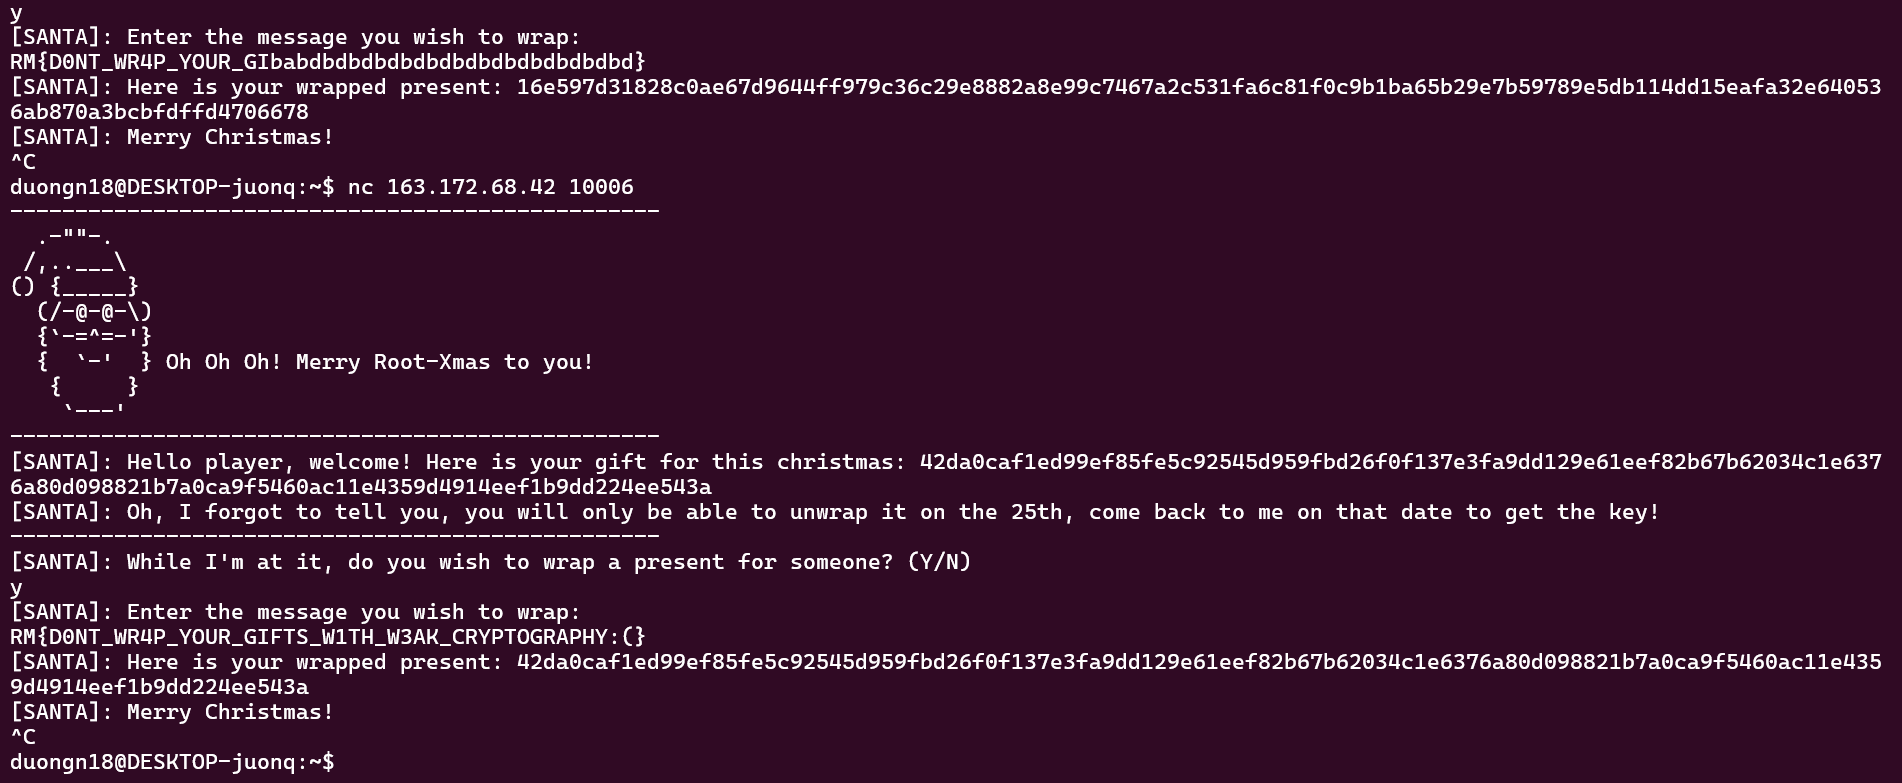 y
[SANTA]: Enter the message you wish to wrap:
RM{D0NT_WR4P_YOUR_GIbabdbdbdbdbdbdbdbdbdbdbdbdbd}
[SANTA]: Here is your wrapped present: 16e597d31828c0ae67d9644ff979c36c29e8882a8e99c7467a2c531fa6c81f0c9b1ba65b29e7b59789e5db114dd15eafa32e64053
6ab870a3bcbfdffd4706678
[SANTA]: Merry Christmas!
^C
duongn18@DESKTOP-juonq:~$ nc 163.172.68.42 10006
--------------------------------------------------
  .-""-.
 /,..___\
() {_____}
  (/-@-@-\)
  {`-=^=-'}
  {  `-'  } Oh Oh Oh! Merry Root-Xmas to you!
   {     }
    `---'
--------------------------------------------------
[SANTA]: Hello player, welcome! Here is your gift for this christmas: 42da0caf1ed99ef85fe5c92545d959fbd26f0f137e3fa9dd129e61eef82b67b62034c1e637
6a80d098821b7a0ca9f5460ac11e4359d4914eef1b9dd224ee543a
[SANTA]: Oh, I forgot to tell you, you will only be able to unwrap it on the 25th, come back to me on that date to get the key!
--------------------------------------------------
[SANTA]: While I'm at it, do you wish to wrap a present for someone? (Y/N)
y
[SANTA]: Enter the message you wish to wrap:
RM{D0NT_WR4P_YOUR_GIFTS_W1TH_W3AK_CRYPTOGRAPHY:(}
[SANTA]: Here is your wrapped present: 42da0caf1ed99ef85fe5c92545d959fbd26f0f137e3fa9dd129e61eef82b67b62034c1e6376a80d098821b7a0ca9f5460ac11e435
9d4914eef1b9dd224ee543a
[SANTA]: Merry Christmas!
^C
duongn18@DESKTOP-juonq:~$